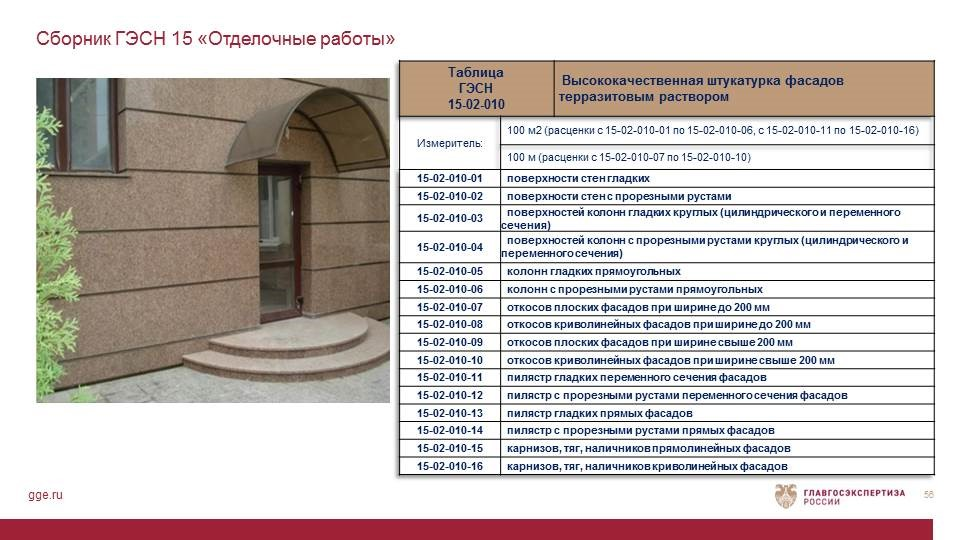 Сборник ГЭСН 15 «Отделочные работы»
Таблица
ГЭСН
15-02-010
Высококачественная штукатурка фасадов
терразитовым раствором
Измеритель:
100 м2 (расценки с 15-02-010-01 по 15-02-010-06, с 15-02-010-11 по 15-02-010-16)
100 м (расценки с 15-02-010-07 по 15-02-010-10)
15-02-010-01 поверхности стен гладких
15-02-010-02 поверхности стен с прорезными рустами
15-02-010-03 поверхностей колонн гладких круглых (цилиндрического и переменного
сечения)
15-02-010-04 поверхностей колонн с прорезными рустами круглых (цилиндрического и
переменного сечения)
15-02-010-05 колонн гладких прямоугольных
15-02-010-06 колонн с прорезными рустами прямоугольных
15-02-010-07 откосов плоских фасадов при ширине до 200 мм
15-02-010-08 откосов криволинейных фасадов при ширине до 200 мм
15-02-010-09 откосов плоских фасадов при ширине свыше 200 мм
15-02-010-10 откосов криволинейных фасадов при ширине свыше 200 мм
15-02-010-11 пилястр гладких переменного сечения фасадов
15-02-010-12 пилястр с прорезными рустами переменного сечения фасадов
15-02-010-13 пилястр гладких прямых фасадов
15-02-010-14 пилястр с прорезными рустами прямых фасадов
15-02-010-15 карнизов, тяг, наличников прямолинейных фасадов
15-02-010-16 карнизов, тяг, наличников криволинейных фасадов
gge.ru
ГЛАВГОСЭКСПЕРТИЗА
РОССИИ
56